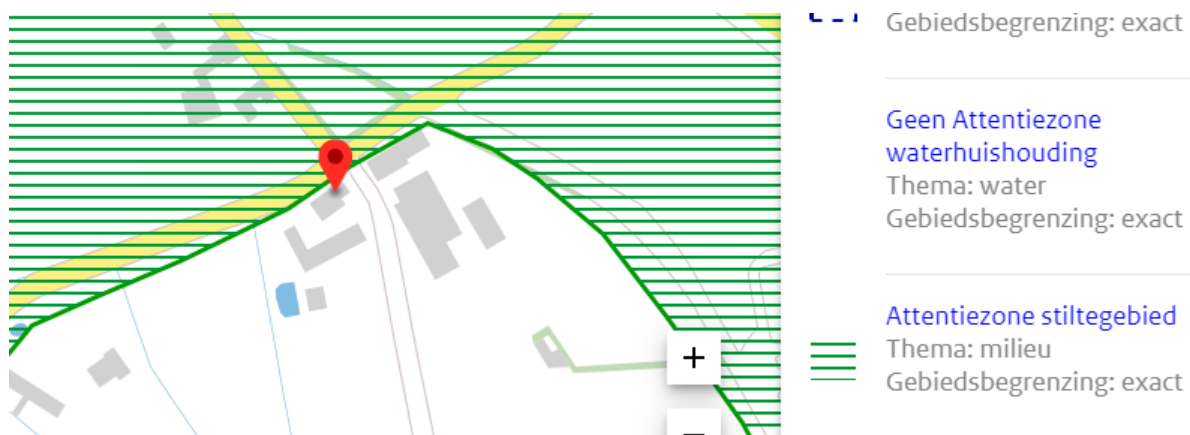 Gebiedsbegrenzing: exact
Geen Attentiezone
waterhuishouding
Thema: water
Gebiedsbegrenzing: exact
Attentiezone stiltegebied
Thema: milieu
Gebiedsbegrenzing: exact
+